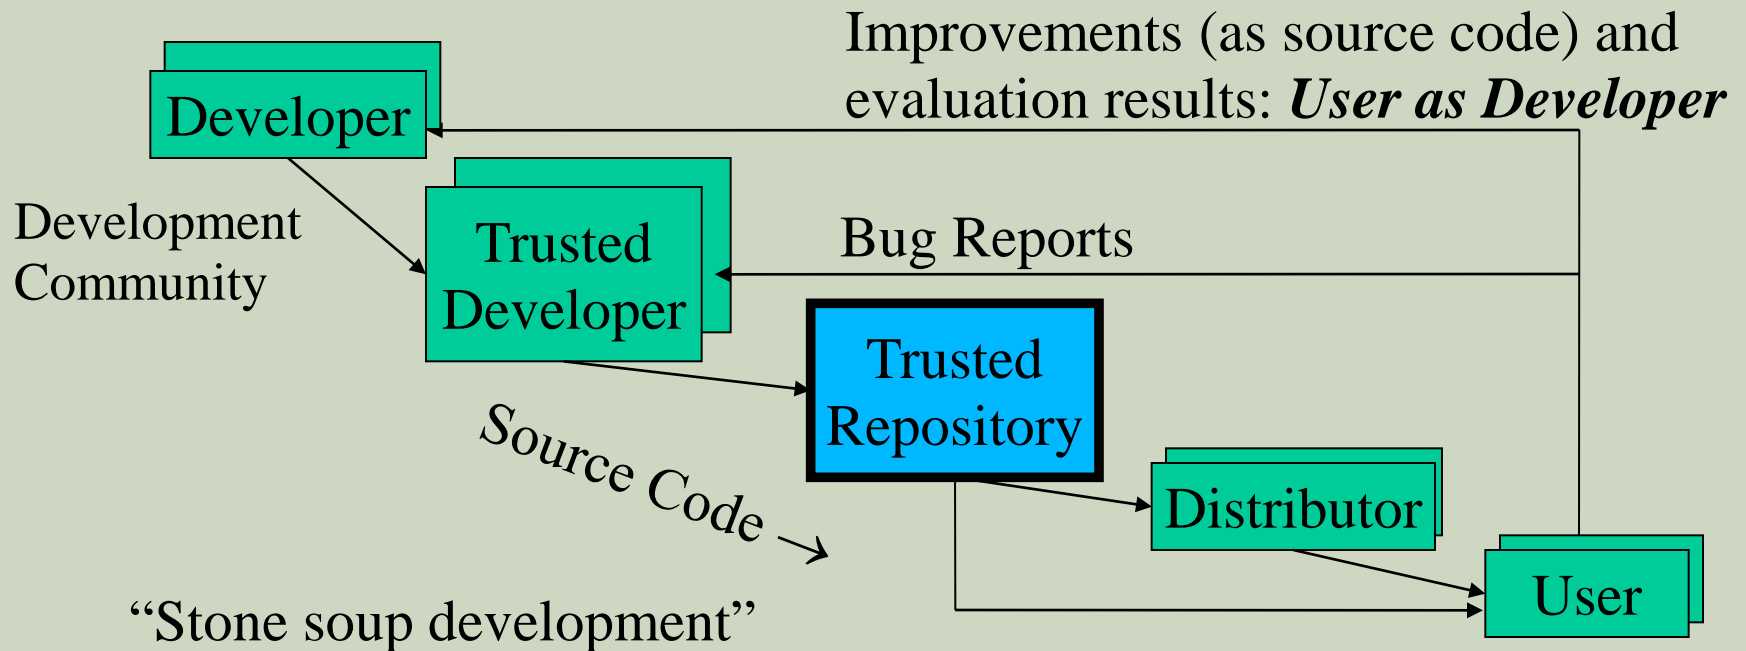 Improvements (as source code) and
evaluation results: User as Developer
Developer
Development
Community
Trusted
Developer
Bug Reports
Trusted
Repository
Source Code →
Distributor
User
“Stone soup development”